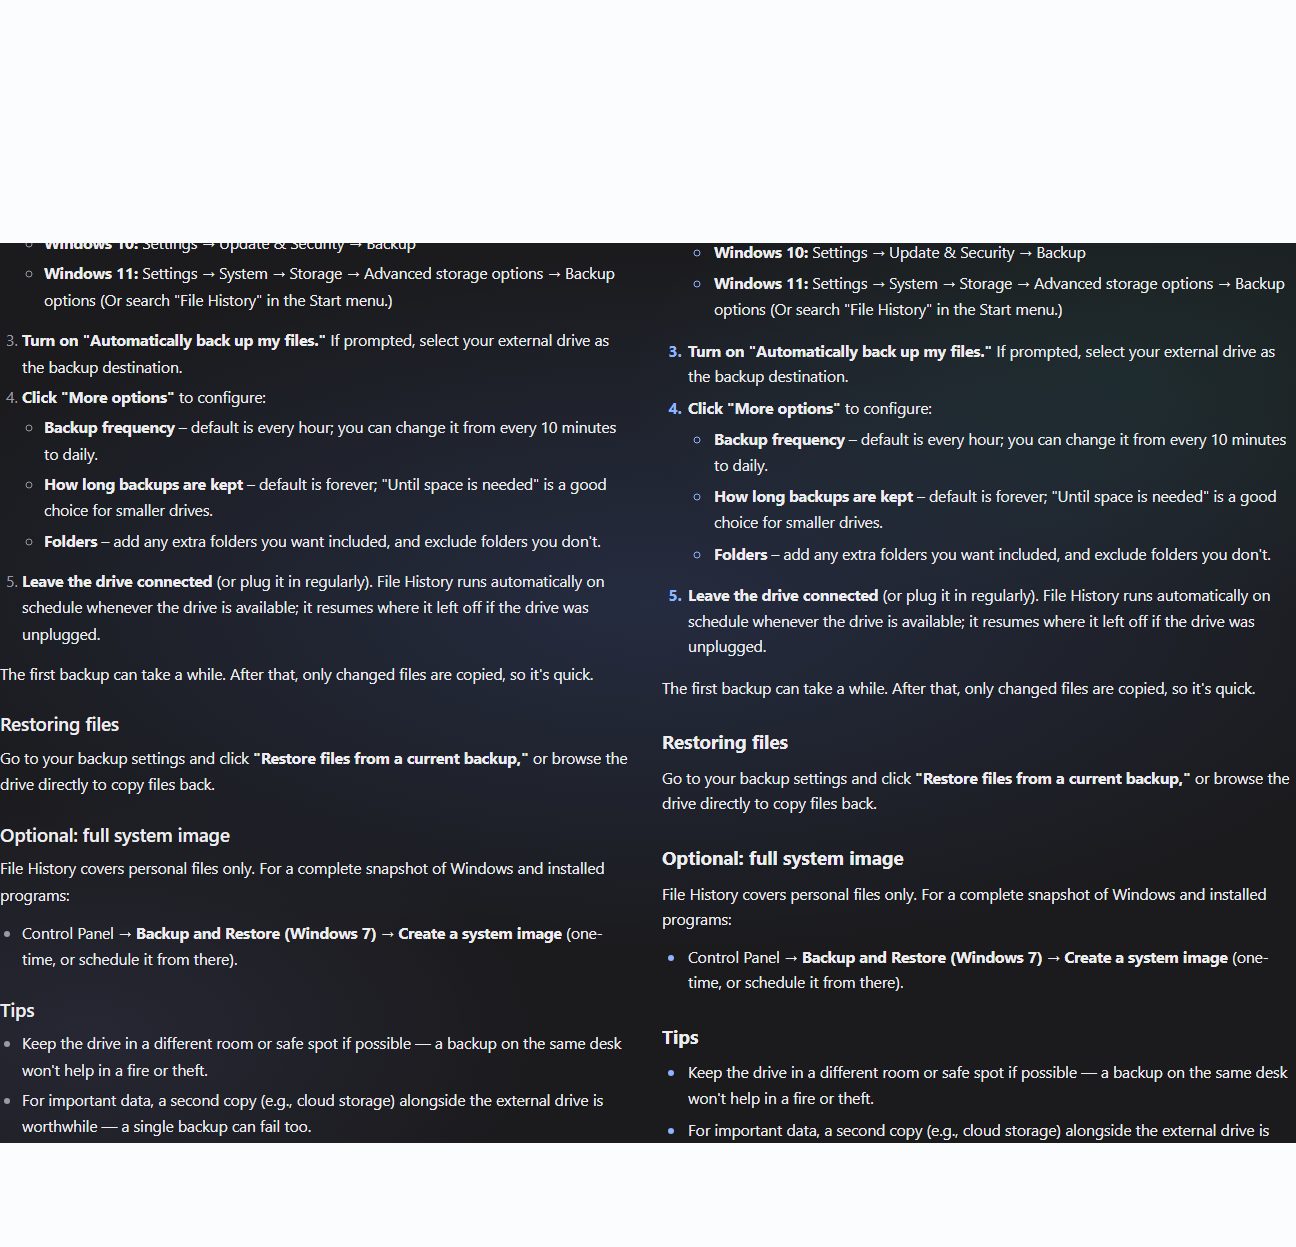 Windows 10: Settings → Update & Security → Backup
Windows 11: Settings → System → Storage → Advanced storage options → Backup
options (Or search "File History" in the Start menu.)
3. Turn on "Automatically back up my files." If prompted, select your external drive as
the backup destination.
4. Click "More options" to configure:
Backup frequency – default is every hour; you can change it from every 10 minutes
to daily.
How long backups are kept – default is forever; "Until space is needed" is a good
choice for smaller drives.
Folders – add any extra folders you want included, and exclude folders you don't.
5. Leave the drive connected (or plug it in regularly). File History runs automatically on
schedule whenever the drive is available; it resumes where it left off if the drive was
unplugged.
The first backup can take a while. After that, only changed files are copied, so it's quick.
Restoring files
Go to your backup settings and click "Restore files from a current backup," or browse the
drive directly to copy files back.
Optional: full system image
File History covers personal files only. For a complete snapshot of Windows and installed
programs:
Control Panel → Backup and Restore (Windows 7) → Create a system image (one-
time, or schedule it from there).
Tips
Keep the drive in a different room or safe spot if possible — a backup on the same desk
won't help in a fire or theft.
For important data, a second copy (e.g., cloud storage) alongside the external drive is
worthwhile — a single backup can fail too.
Windows 10: Settings → Update & Security → Backup
Windows 11: Settings → System → Storage → Advanced storage options → Backup
options (Or search "File History" in the Start menu.)
3. Turn on "Automatically back up my files." If prompted, select your external drive as
the backup destination.
4. Click "More options" to configure:
Backup frequency – default is every hour; you can change it from every 10 minutes
to daily.
How long backups are kept – default is forever; "Until space is needed" is a good
choice for smaller drives.
Folders – add any extra folders you want included, and exclude folders you don't.
5. Leave the drive connected (or plug it in regularly). File History runs automatically on
schedule whenever the drive is available; it resumes where it left off if the drive was
unplugged.
The first backup can take a while. After that, only changed files are copied, so it's quick.
Restoring files
Go to your backup settings and click "Restore files from a current backup," or browse the
drive directly to copy files back.
Optional: full system image
File History covers personal files only. For a complete snapshot of Windows and installed
programs:
Control Panel → Backup and Restore (Windows 7) → Create a system image (one-
time, or schedule it from there).
Tips
Keep the drive in a different room or safe spot if possible — a backup on the same desk
won't help in a fire or theft.
For important data, a second copy (e.g., cloud storage) alongside the external drive is